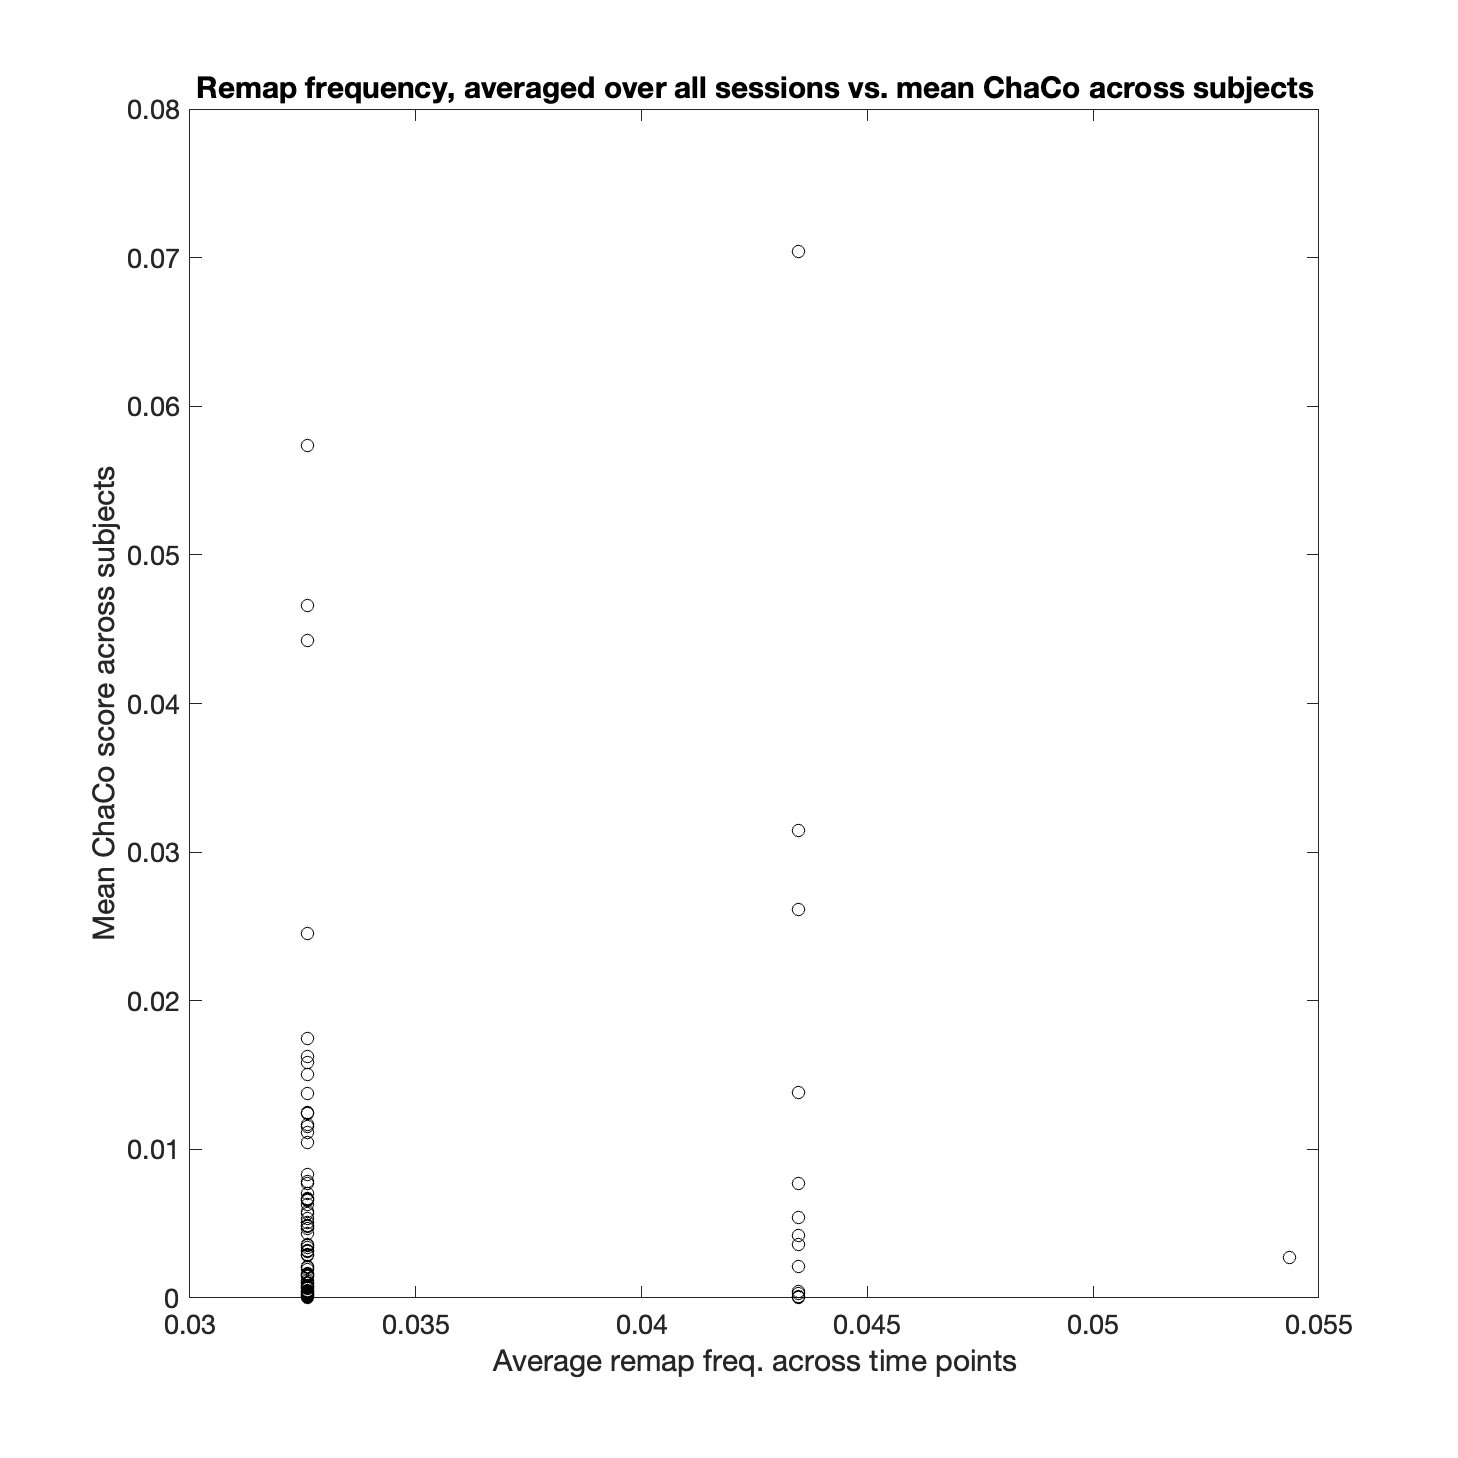 Remap frequency, averaged over all sessions vs. mean ChaCo across subjects
0.08
0.07
0.06
0.05
0.04
0.03
0.02
0.01
0
Mean ChaCo score across subjects
0.03 0.035 0.04 0.045 0.05 0.055
Average remap freq. across time points